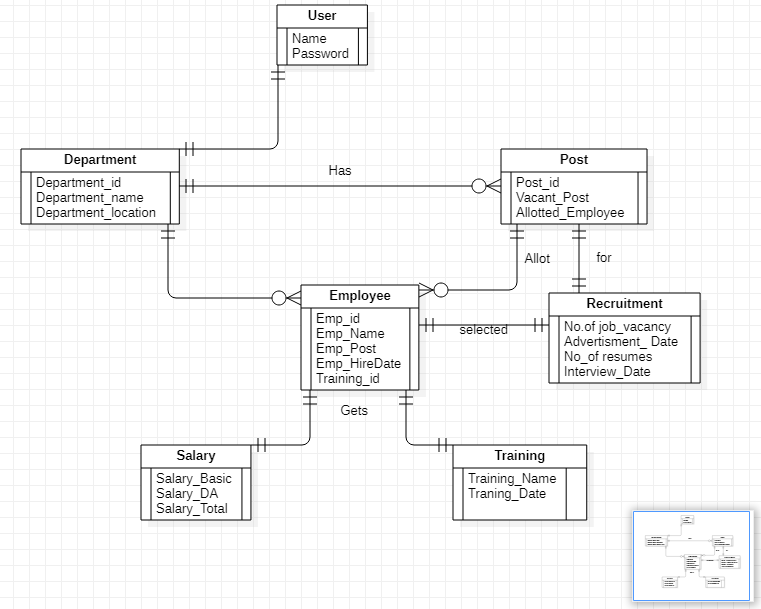 User
Name
Password
Department
Department_id
Department_name
Department_location
Has
Post
Post_id
Vacant_Post
Allotted_Employee
Allot
for
Employee
Emp_id
Emp_Name
Emp_Post
Emp_HireDate
Training_id
selected
Recruitment
No.of job_vacancy
Advertisment_ Date
No_of resumes
Interview_Date
Gets
Salary
Salary_Basic
Salary_DA
Salary_Total
Training
Training_Name
Traning_Date